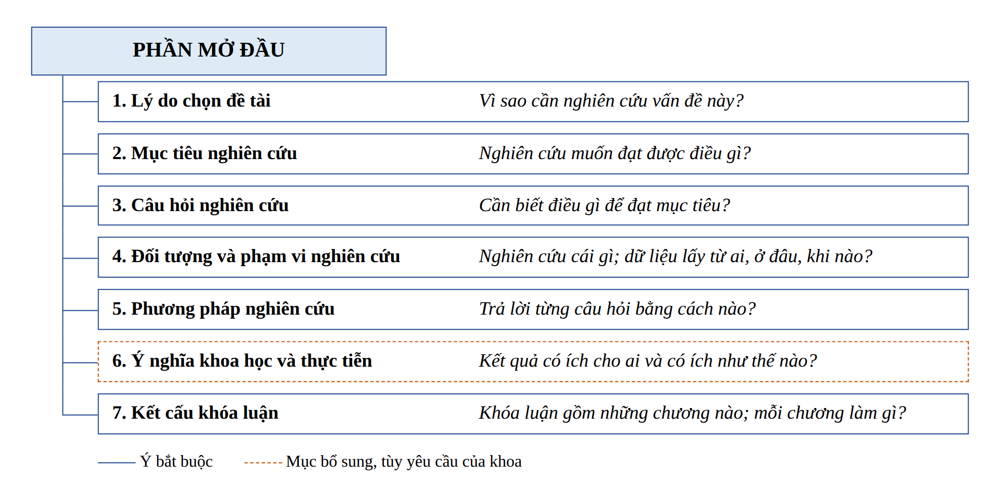 PHẦN MỞ ĐẦU
1. Lý do chọn đề tài Vì sao cần nghiên cứu vấn đề này?
2. Mục tiêu nghiên cứu Nghiên cứu muốn đạt được điều gì?
3. Câu hỏi nghiên cứu Cần biết điều gì để đạt mục tiêu?
4. Đối tượng và phạm vi nghiên cứu Nghiên cứu cái gì; dữ liệu lấy từ ai, ở đâu, khi nào?
5. Phương pháp nghiên cứu Trả lời từng câu hỏi bằng cách nào?
6. Ý nghĩa khoa học và thực tiễn Kết quả có ích cho ai và có ích như thế nào?
7. Kết cấu khóa luận Khóa luận gồm những chương nào; mỗi chương làm gì?
Ý bắt buộc Mục bổ sung, tùy yêu cầu của khoa